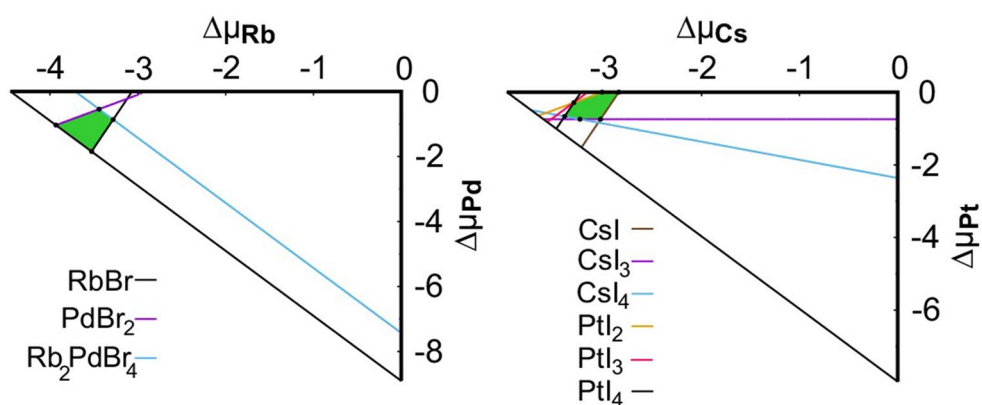 ΔμRb
-4 -3 -2 -1 0
0
-2
-4
-6
-8
ΔμPd
RbBr
PdBr2
Rb2PdBr4
ΔμCs
-3 -2 -1 0
0
-2
-4
-6
ΔμPt
CsI
CsI3
CsI4
PtI2
PtI3
PtI4